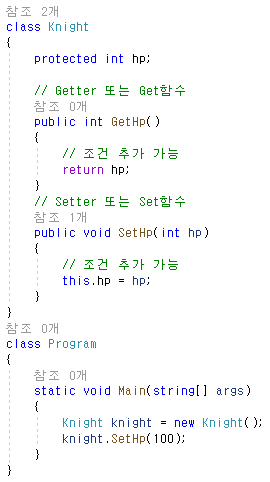 참조 2개
class Knight
{
    protected int hp;

    // Getter 또는 Get함수
    참조 0개
    public int GetHp()
    {
        // 조건 추가 가능
        return hp;
    }
    // Setter 또는 Set함수
    참조 1개
    public void SetHp(int hp)
    {
        // 조건 추가 가능
        this.hp = hp;
    }
}
참조 0개
class Program
{
    참조 0개
    static void Main(string[] args)
    {
        Knight knight = new Knight();
        knight.SetHp(100);
    }
}